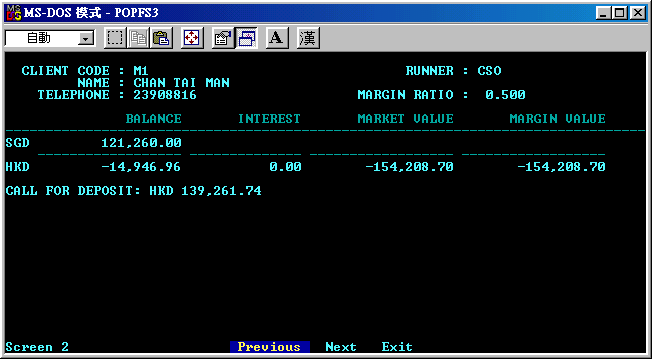 MS-DOS 模式 - POPFS3
自動 A 漢
CLIENT CODE : M1 RUNNER : CSO
NAME : CHAN TAI MAN
TELEPHONE : 23908816 MARGIN RATIO : 0.500
BALANCE INTEREST MARKET VALUE MARGIN VALUE
SGD 121,260.00
HKD -14,946.96 0.00 -154,208.70 -154,208.70
CALL FOR DEPOSIT: HKD 139,261.74
Screen 2 Previous Next Exit